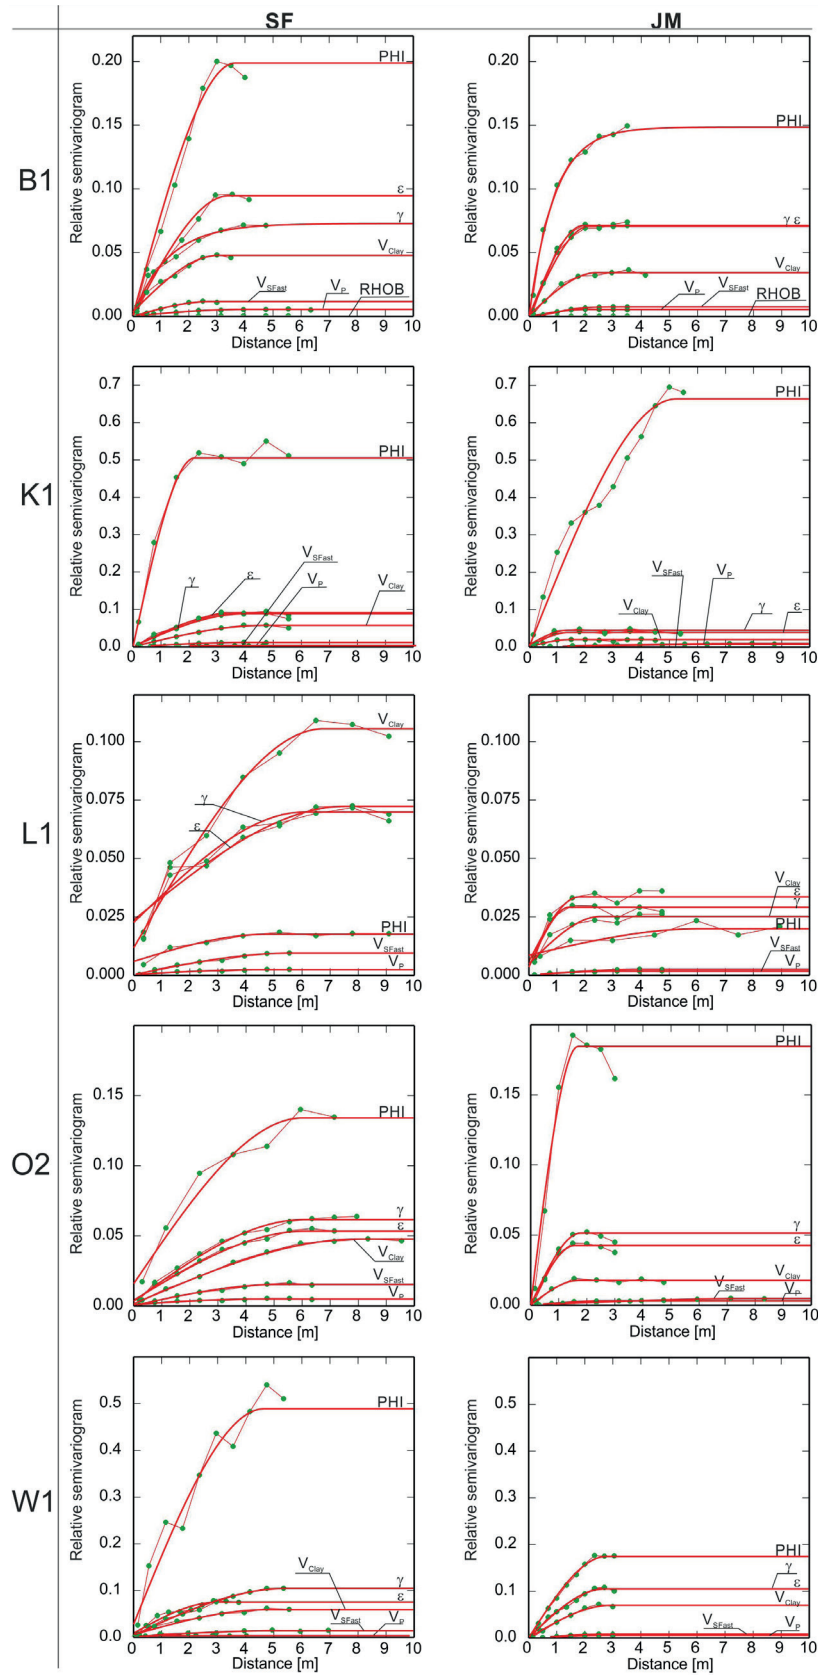 SF JM
B1
Relative semivariogram
0.20
0.15
0.10
0.05
0.00
PHI
ε
γ
VClay
VSFast VP RHOB
0 1 2 3 4 5 6 7 8 9 10
Distance [m]
Relative semivariogram
0.20
0.15
0.10
0.05
0.00
PHI
γ ε
VClay
VP VSFast RHOB
0 1 2 3 4 5 6 7 8 9 10
Distance [m]
K1
Relative semivariogram
0.7
0.6
0.5
0.4
0.3
0.2
0.1
0.0
PHI
VSFast
γ ε VP VClay
0 1 2 3 4 5 6 7 8 9 10
Distance [m]
Relative semivariogram
0.7
0.6
0.5
0.4
0.3
0.2
0.1
0.0
PHI
VSFast VP
VClay γ ε
0 1 2 3 4 5 6 7 8 9 10
Distance [m]
L1
Relative semivariogram
0.100
0.075
0.050
0.025
0.000
VClay
γ
ε
PHI
VSFast
VP
0 1 2 3 4 5 6 7 8 9 10
Distance [m]
Relative semivariogram
0.100
0.075
0.050
0.025
0.000
VClay
ε
γ
PHI
VSFast
VP
0 1 2 3 4 5 6 7 8 9 10
Distance [m]
O2
Relative semivariogram
0.15
0.10
0.05
0.00
PHI
γ
ε
VClay
VSFast
VP
0 1 2 3 4 5 6 7 8 9 10
Distance [m]
Relative semivariogram
0.15
0.10
0.05
0.00
PHI
γ
ε
VClay
VSFast VP
0 1 2 3 4 5 6 7 8 9 10
Distance [m]
W1
Relative semivariogram
0.5
0.4
0.3
0.2
0.1
0.0
PHI
VClay
γ
ε
VSFast VP
0 1 2 3 4 5 6 7 8 9 10
Distance [m]
Relative semivariogram
0.5
0.4
0.3
0.2
0.1
0.0
PHI
γ
ε
VClay
VSFast VP
0 1 2 3 4 5 6 7 8 9 10
Distance [m]